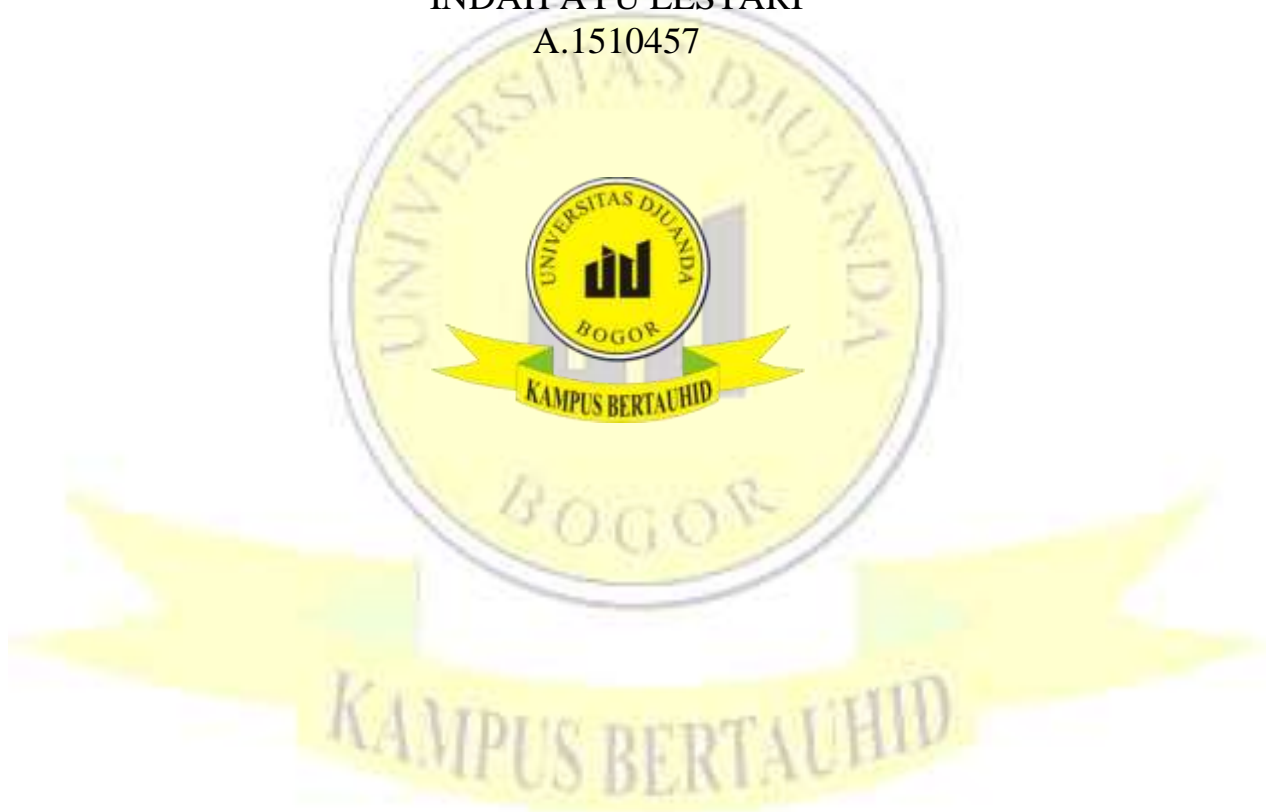 INDAH AYU LESTARI
A.1510457
UNIVERSITAS DJUANDA
BOGOR
KAMPUS BERTAUHID
UNIVERSITAS DJUANDA
BOGOR
KAMPUS BERTAUHID